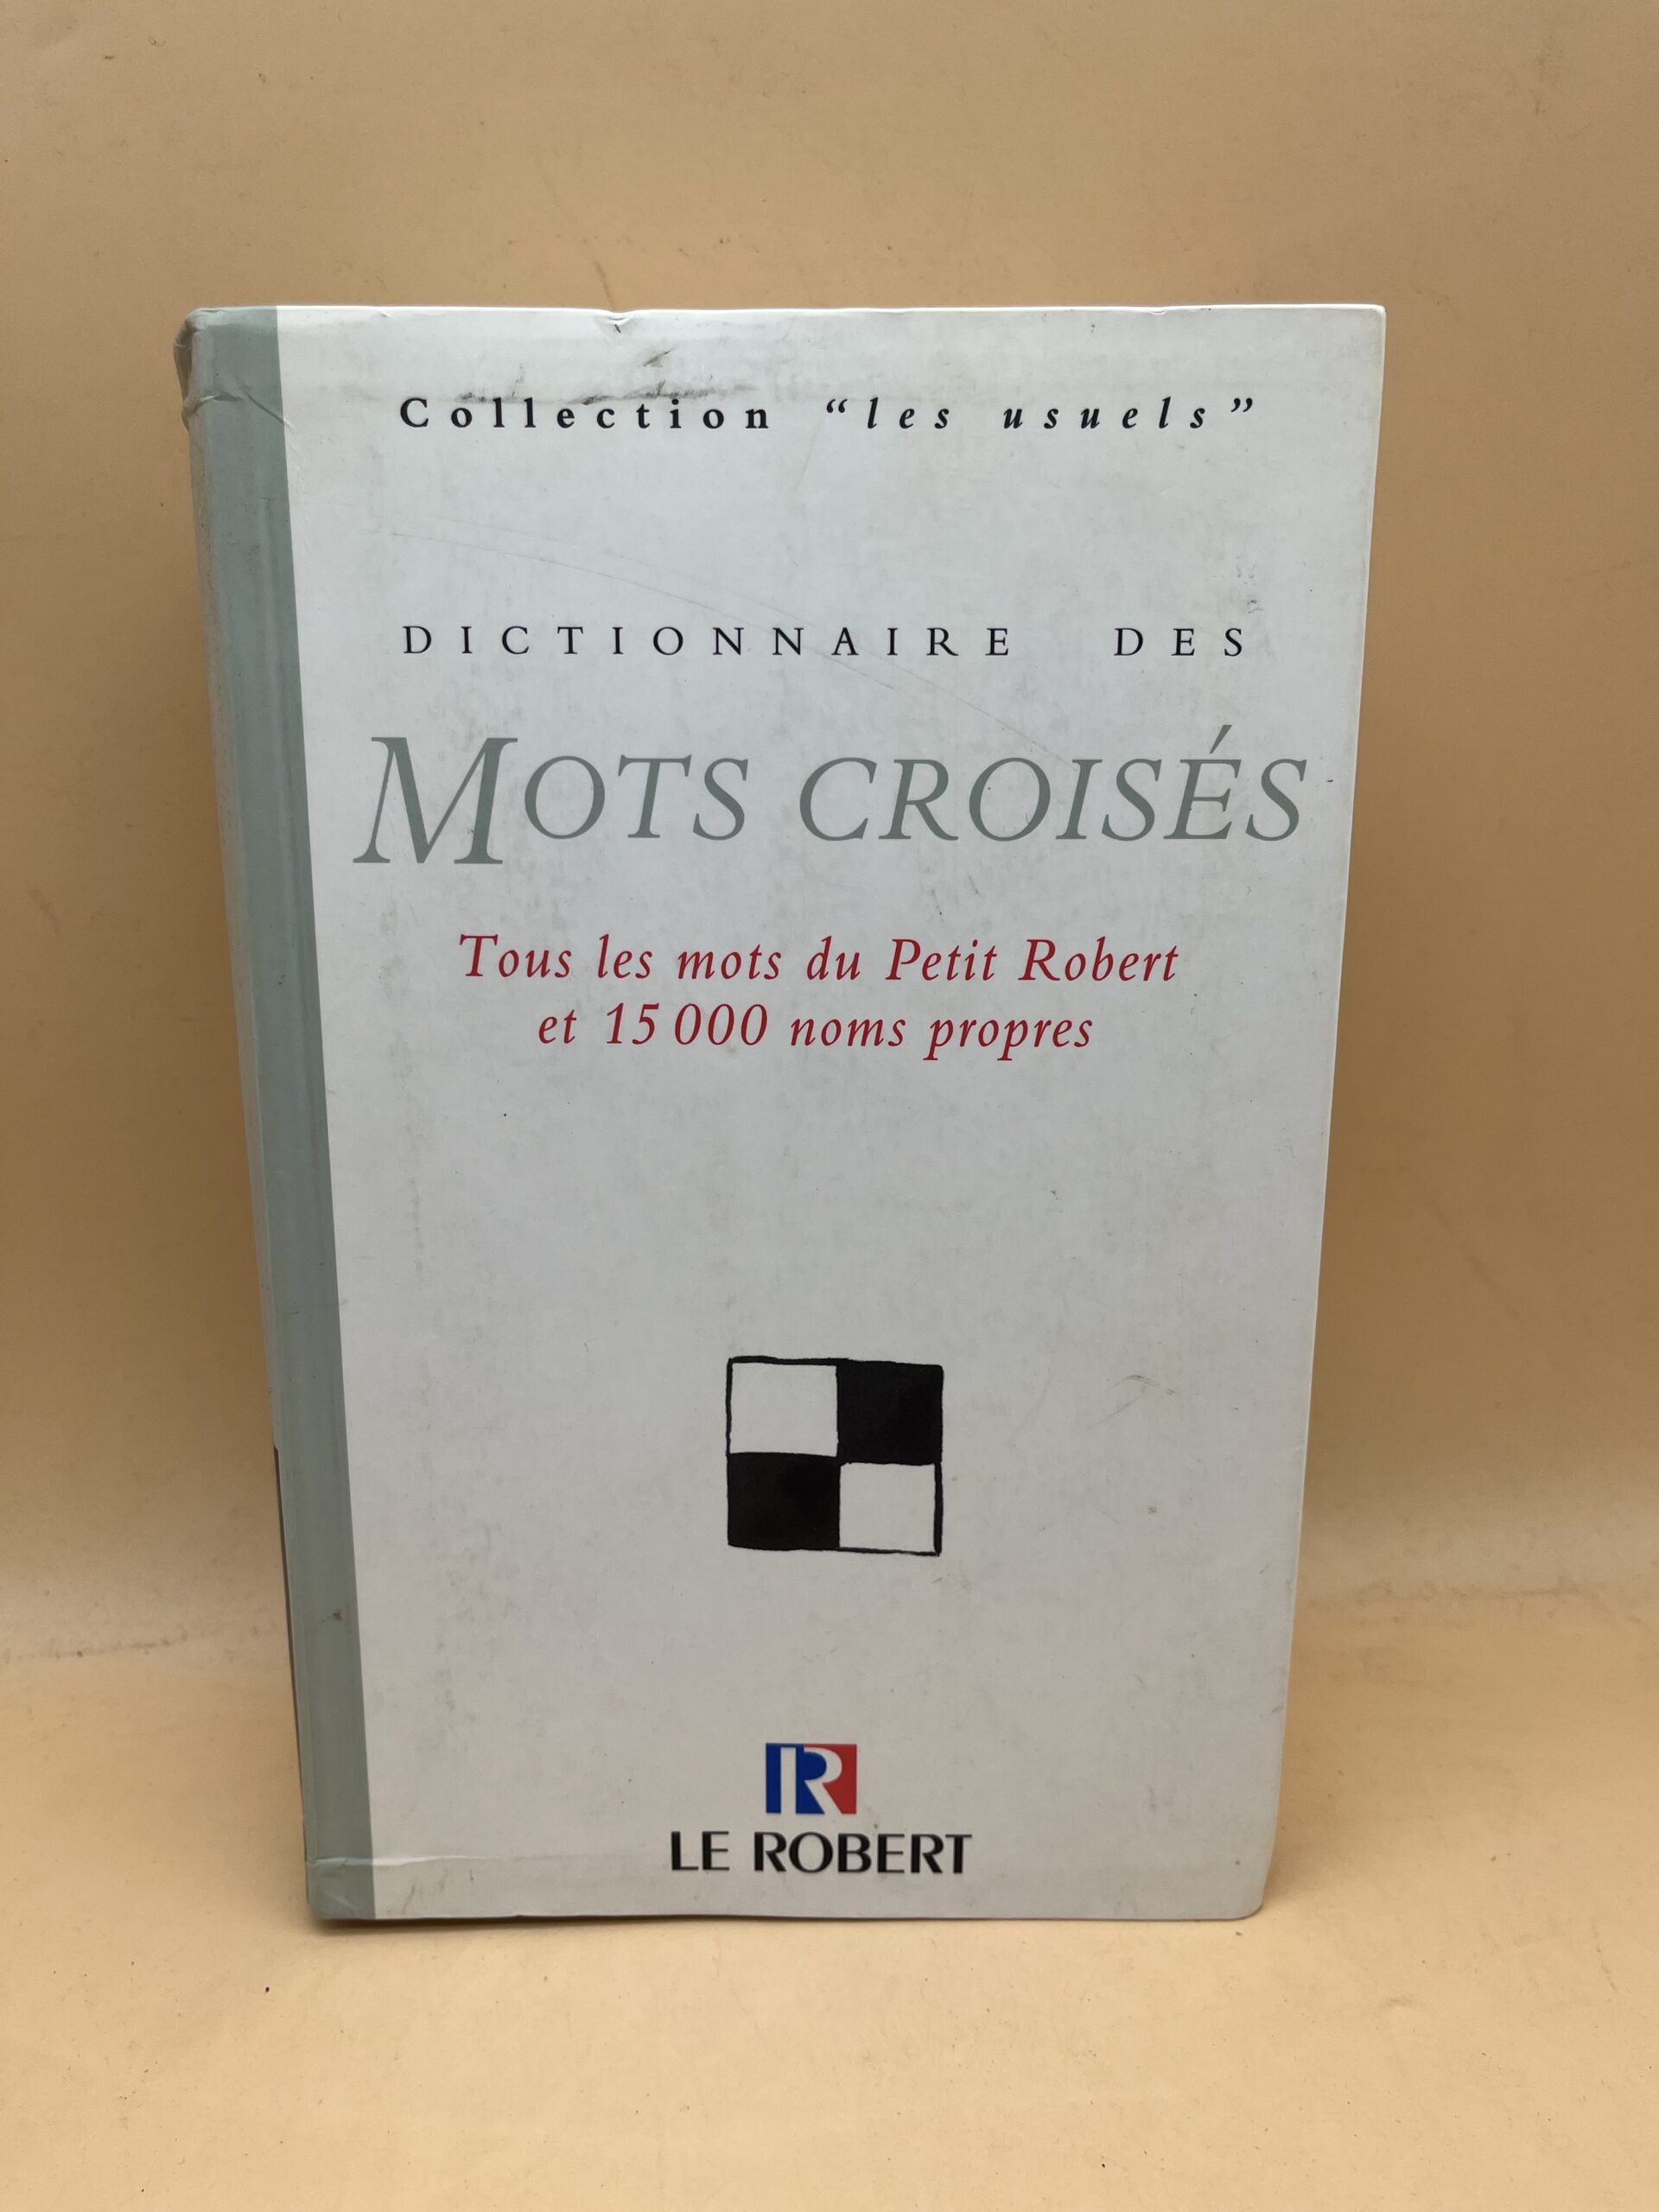 Collection “les usuels”
DICTIONNAIRE DES
MOTS CROISÉS
Tous les mots du Petit Robert
et 15 000 noms propres
R
LE ROBERT